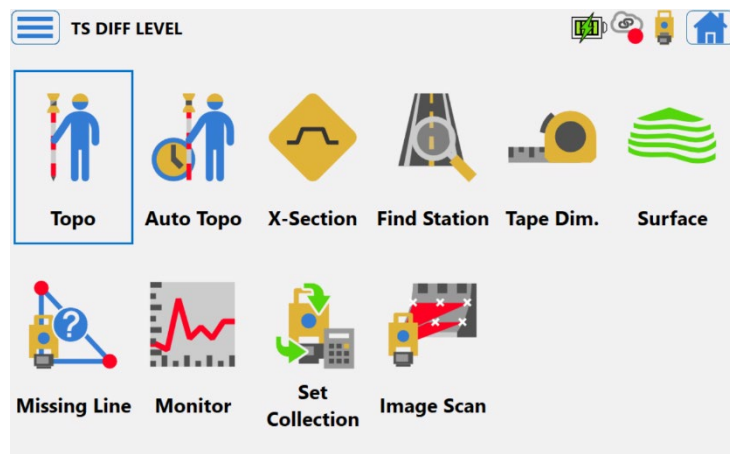 TS DIFF LEVEL
Topo
Auto Topo
X-Section
Find Station
Tape Dim.
Surface
?
Missing Line
Monitor
Set
Collection
Image Scan